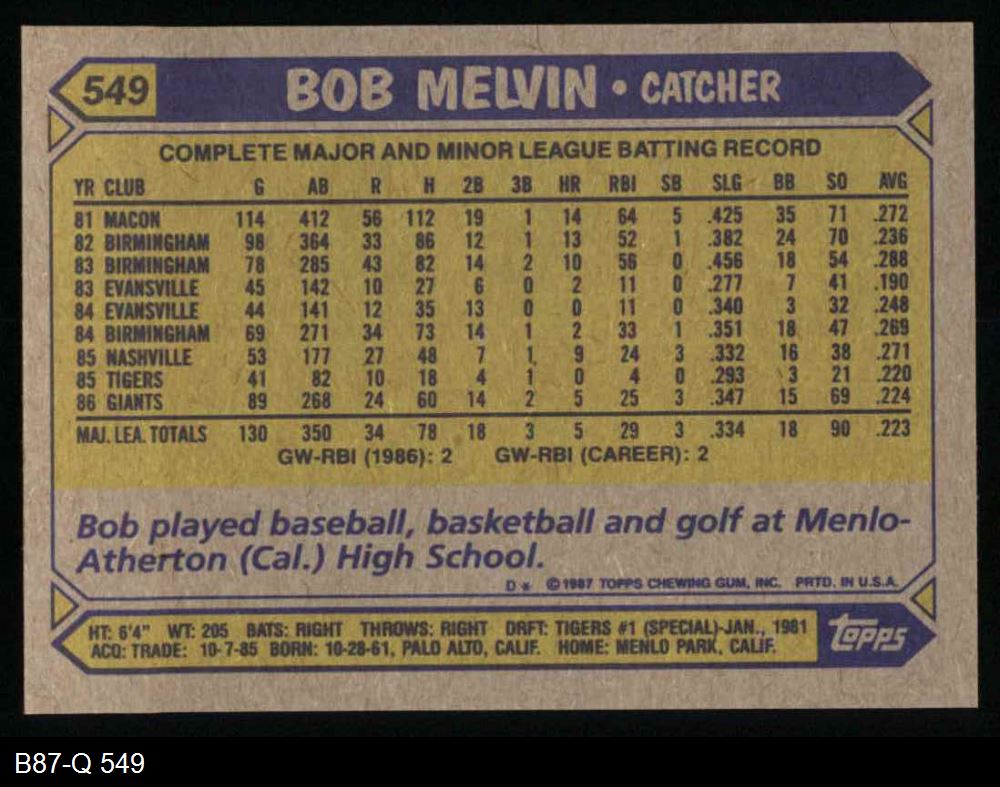 549 BOB MELVIN • CATCHER
COMPLETE MAJOR AND MINOR LEAGUE BATTING RECORD
YR CLUB G AB R H 2B 3B HR RBI SB SLG BB SO AVG
81 MACON 114 412 56 112 19 1 14 64 5 .425 35 71 .272
82 BIRMINGHAM 98 364 33 86 12 1 13 52 1 .382 24 70 .236
83 BIRMINGHAM 78 285 43 82 14 2 10 56 0 .456 18 54 .288
83 EVANSVILLE 45 142 10 27 6 0 2 11 0 .277 7 41 .190
84 EVANSVILLE 44 141 12 35 13 0 0 11 0 .340 3 32 .248
84 BIRMINGHAM 69 271 34 73 14 1 2 33 1 .351 18 47 .269
85 NASHVILLE 53 177 27 48 7 1 9 24 3 .332 16 38 .271
85 TIGERS 41 82 10 18 4 1 0 4 0 .293 3 21 .220
86 GIANTS 89 268 24 60 14 2 5 25 3 .347 15 69 .224
MAJ. LEA. TOTALS 130 350 34 78 18 3 5 29 3 .334 18 90 .223
GW-RBI (1986): 2 GW-RBI (CAREER): 2
Bob played baseball, basketball and golf at Menlo-
Atherton (Cal.) High School.
D* © 1987 TOPPS CHEWING GUM, INC. PRTD. IN U.S.A.
HT: 6'4" WT: 205 BATS: RIGHT THROWS: RIGHT DRFT: TIGERS #1 (SPECIAL)-JAN., 1981
ACQ: TRADE: 10-7-85 BORN: 10-28-61, PALO ALTO, CALIF. HOME: MENLO PARK, CALIF.
topps
B87-Q 549